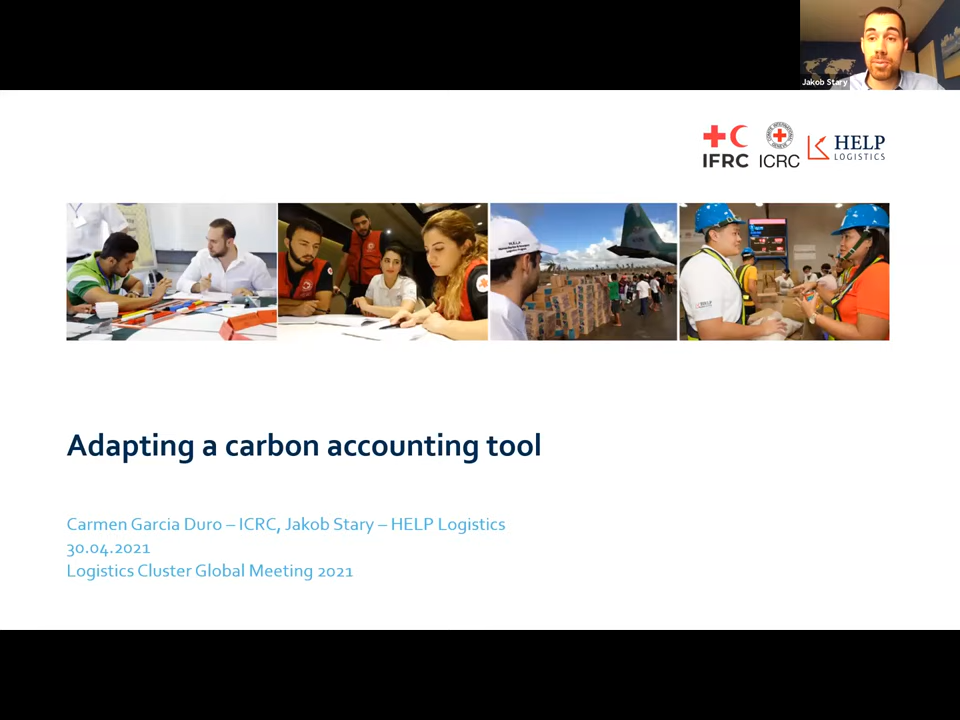 Jakob Stary
IFRC
ICRC
HELP
LOGISTICS
HELP
Adapting a carbon accounting tool
Carmen Garcia Duro – ICRC, Jakob Stary – HELP Logistics
30.04.2021
Logistics Cluster Global Meeting 2021